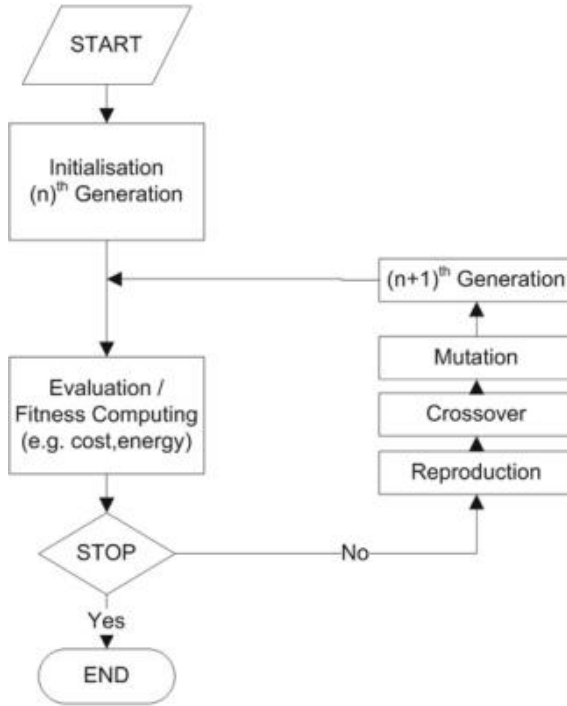 START
Initialisation
(n)th Generation
(n+1)th Generation
Mutation
Crossover
Reproduction
Evaluation /
Fitness Computing
(e.g. cost,energy)
STOP
No
Yes
END